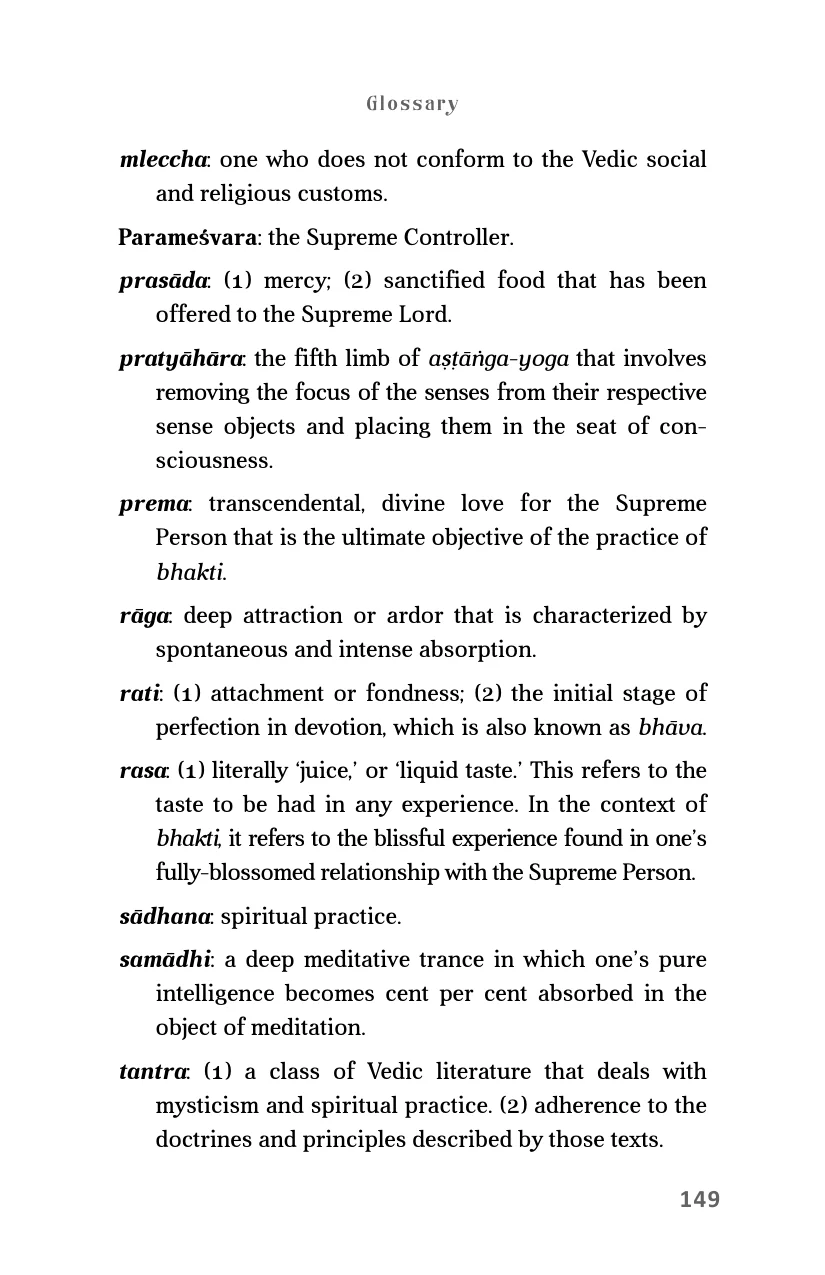 Glossary
mleccha: one who does not conform to the Vedic social
and religious customs.
Parameśvara: the Supreme Controller.
prasāda: (1) mercy; (2) sanctified food that has been
offered to the Supreme Lord.
pratyāhāra: the fifth limb of aṣṭāṅga-yoga that involves
removing the focus of the senses from their respective
sense objects and placing them in the seat of con-
sciousness.
prema: transcendental, divine love for the Supreme
Person that is the ultimate objective of the practice of
bhakti.
rāga: deep attraction or ardor that is characterized by
spontaneous and intense absorption.
rati: (1) attachment or fondness; (2) the initial stage of
perfection in devotion, which is also known as bhāva.
rasa: (1) literally ‘juice,’ or ‘liquid taste.’ This refers to the
taste to be had in any experience. In the context of
bhakti, it refers to the blissful experience found in one’s
fully-blossomed relationship with the Supreme Person.
sādhana: spiritual practice.
samādhi: a deep meditative trance in which one’s pure
intelligence becomes cent per cent absorbed in the
object of meditation.
tantra: (1) a class of Vedic literature that deals with
mysticism and spiritual practice. (2) adherence to the
doctrines and principles described by those texts.
149